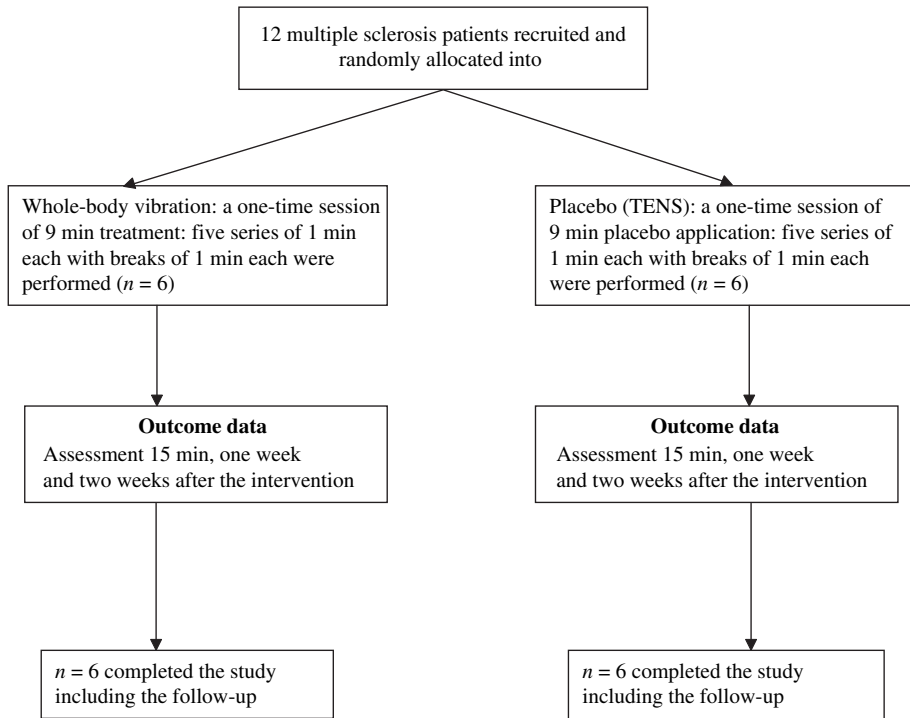 12 multiple sclerosis patients recruited and
randomly allocated into
Whole-body vibration: a one-time session
of 9 min treatment: five series of 1 min
each with breaks of 1 min each were
performed (n = 6)
Placebo (TENS): a one-time session of
9 min placebo application: five series of
1 min each with breaks of 1 min each
were performed (n = 6)
Outcome data
Assessment 15 min, one week
and two weeks after the intervention
Outcome data
Assessment 15 min, one week
and two weeks after the intervention
n = 6 completed the study
including the follow-up
n = 6 completed the study
including the follow-up